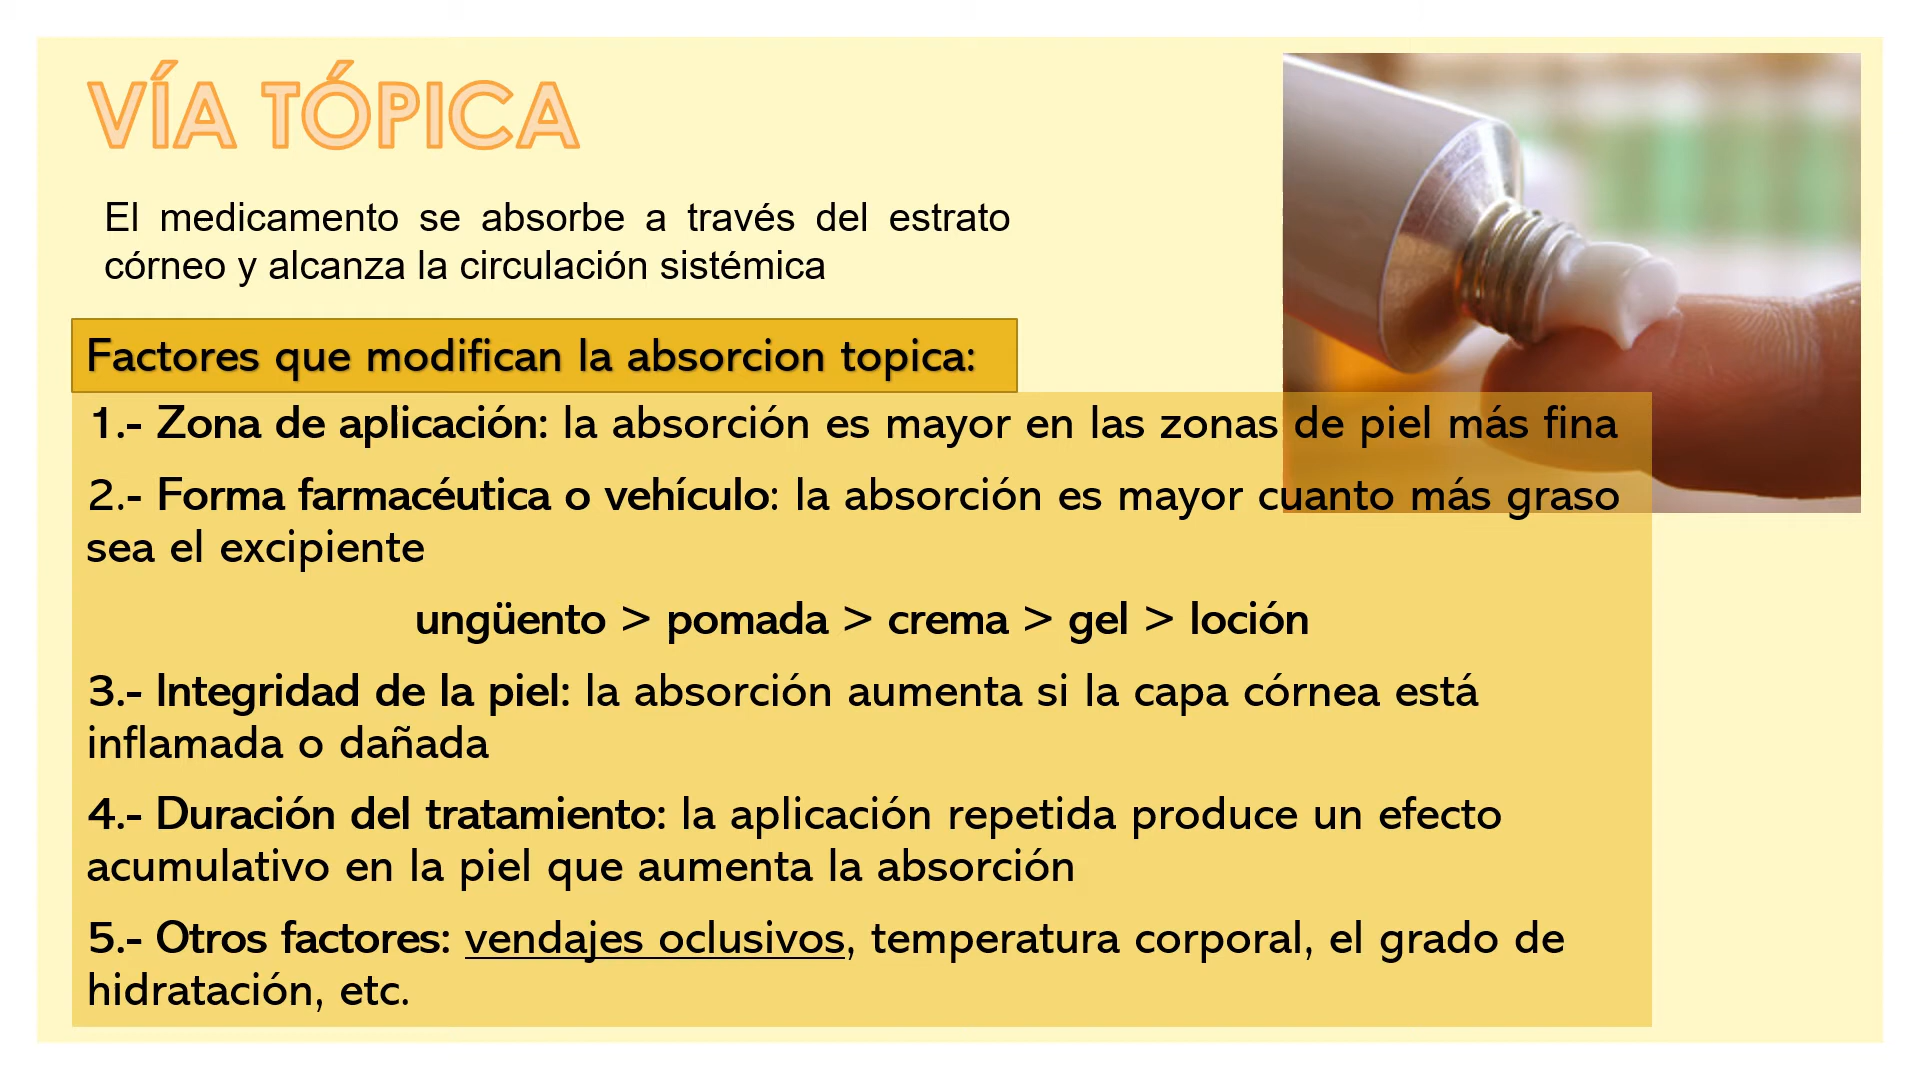 VÍA TÓPICA
El medicamento se absorbe a través del estrato
córneo y alcanza la circulación sistémica
Factores que modifican la absorcion topica:
1.- Zona de aplicación: la absorción es mayor en las zonas de piel más fina
2.- Forma farmacéutica o vehículo: la absorción es mayor cuanto más graso
sea el excipiente
ungüento > pomada > crema > gel > loción
3.- Integridad de la piel: la absorción aumenta si la capa córnea está
inflamada o dañada
4.- Duración del tratamiento: la aplicación repetida produce un efecto
acumulativo en la piel que aumenta la absorción
5.- Otros factores: vendajes oclusivos, temperatura corporal, el grado de
hidratación, etc.